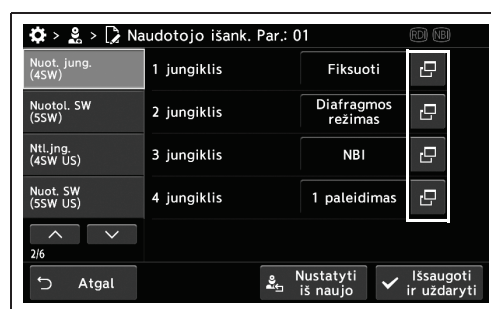 > > Naudotojo išank. Par.: 01 RDI NBI
Nuot. jung.
(4SW)
1 jungiklis Fiksuoti
Nuotol. SW
(5SW)
2 jungiklis Diafragmos
režimas
Ntl.jng.
(4SW US)
3 jungiklis NBI
Nuot. SW
(5SW US)
4 jungiklis 1 paleidimas
2/6
Atgal
Nustatyti
iš naujo
Išsaugoti
ir uždaryti